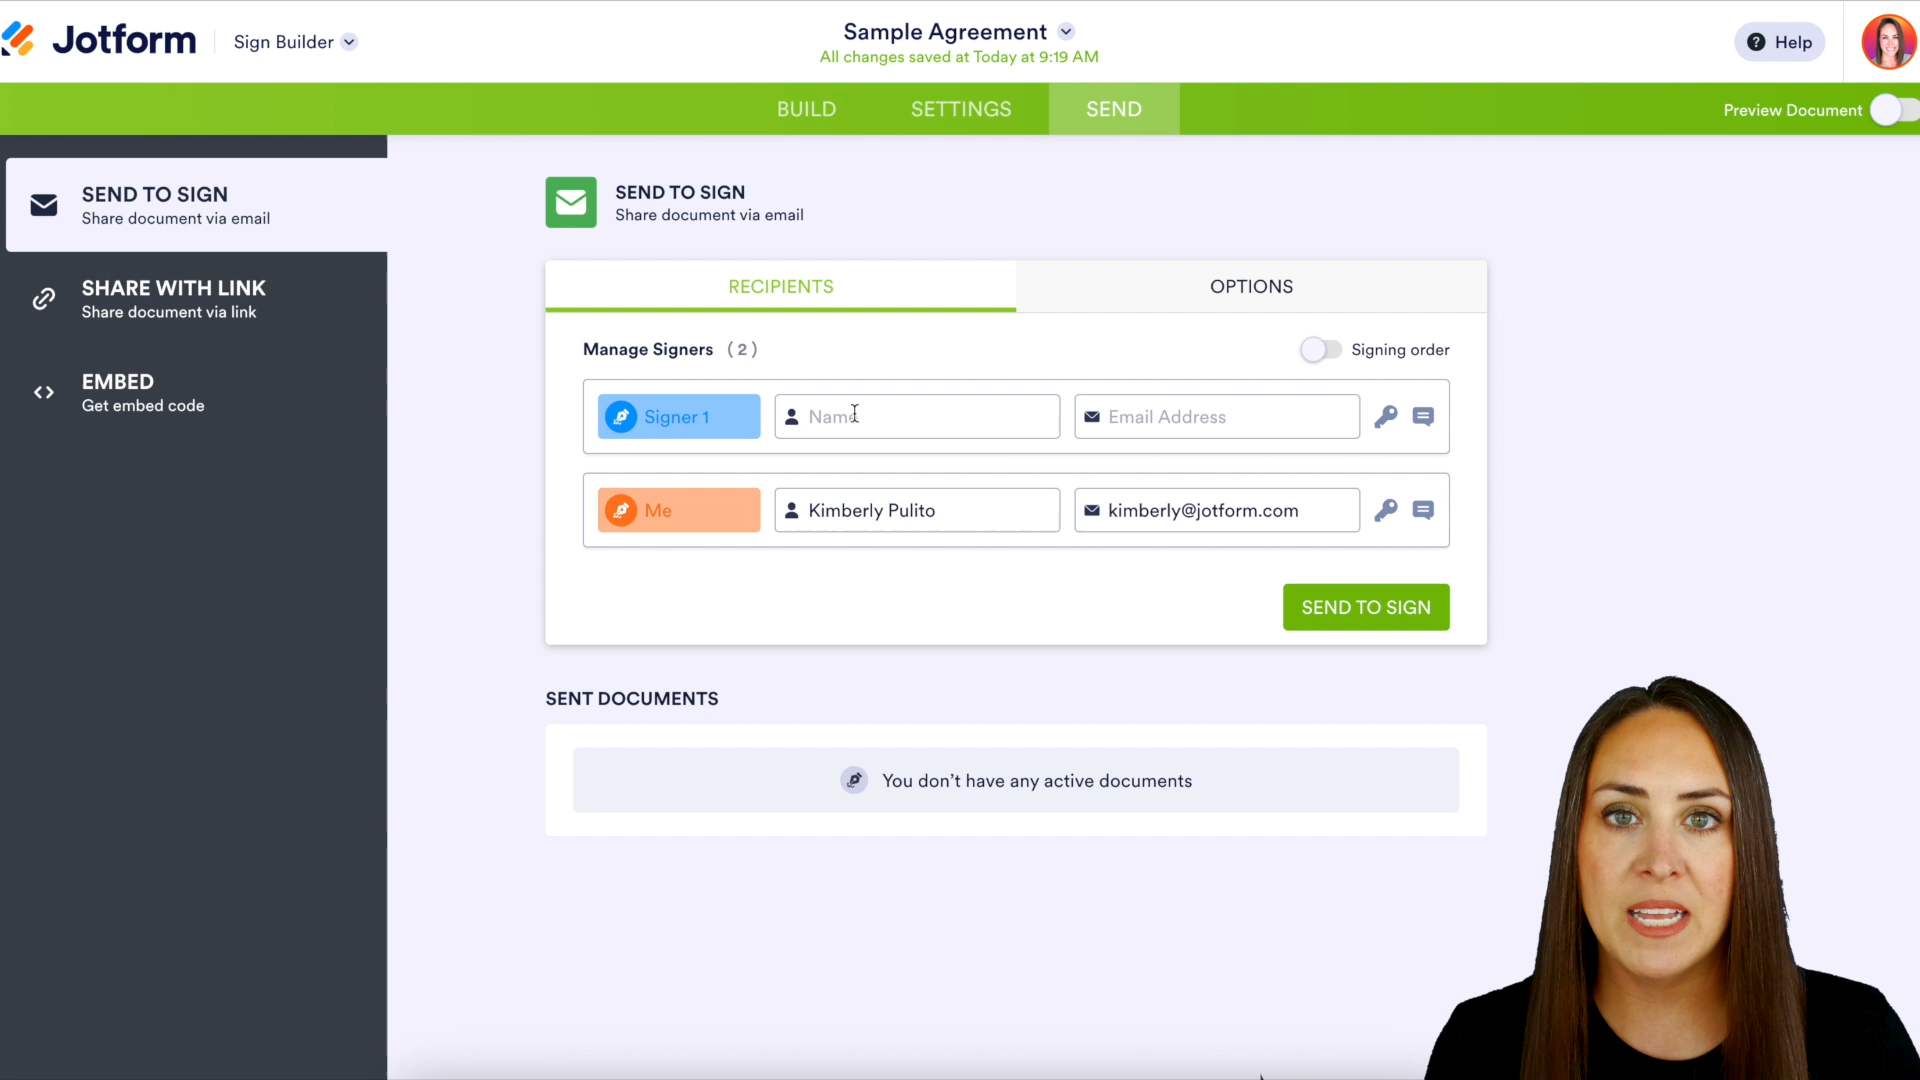 Jotform
Sign Builder
Sample Agreement
All changes saved at Today at 9:19 AM
Help
BUILD
SETTINGS
SEND
Preview Document
SEND TO SIGN
Share document via email
SHARE WITH LINK
Share document via link
EMBED
Get embed code
SEND TO SIGN
Share document via email
RECIPIENTS
OPTIONS
Manage Signers (2)
Signing order
Signer 1
Name
Email Address
Me
Kimberly Pulito
kimberly@jotform.com
SEND TO SIGN
SENT DOCUMENTS
You don't have any active documents